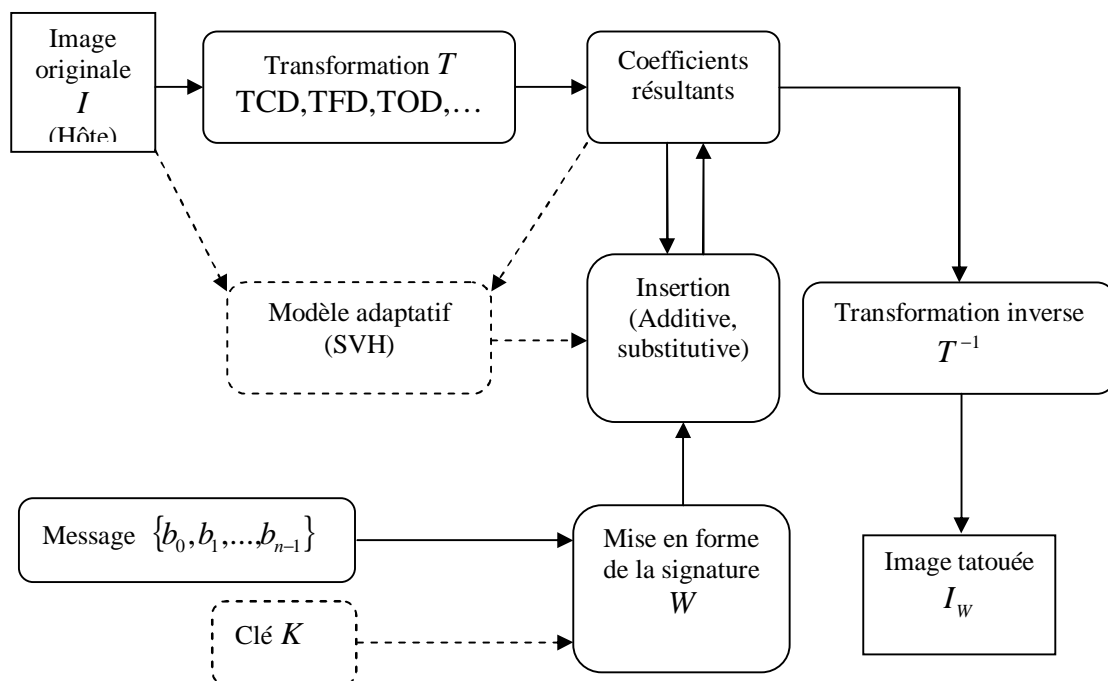 Image
originale
I
(Hôte)
Transformation T
TCD,TFD,TOD,…
Coefficients
résultants
Modèle adaptatif
(SVH)
Insertion
(Additive,
substitutive)
Transformation inverse
T⁻¹
Message {b₀,b₁,...,bₙ₋₁}
Clé K
Mise en forme
de la signature
W
Image tatouée
I_W